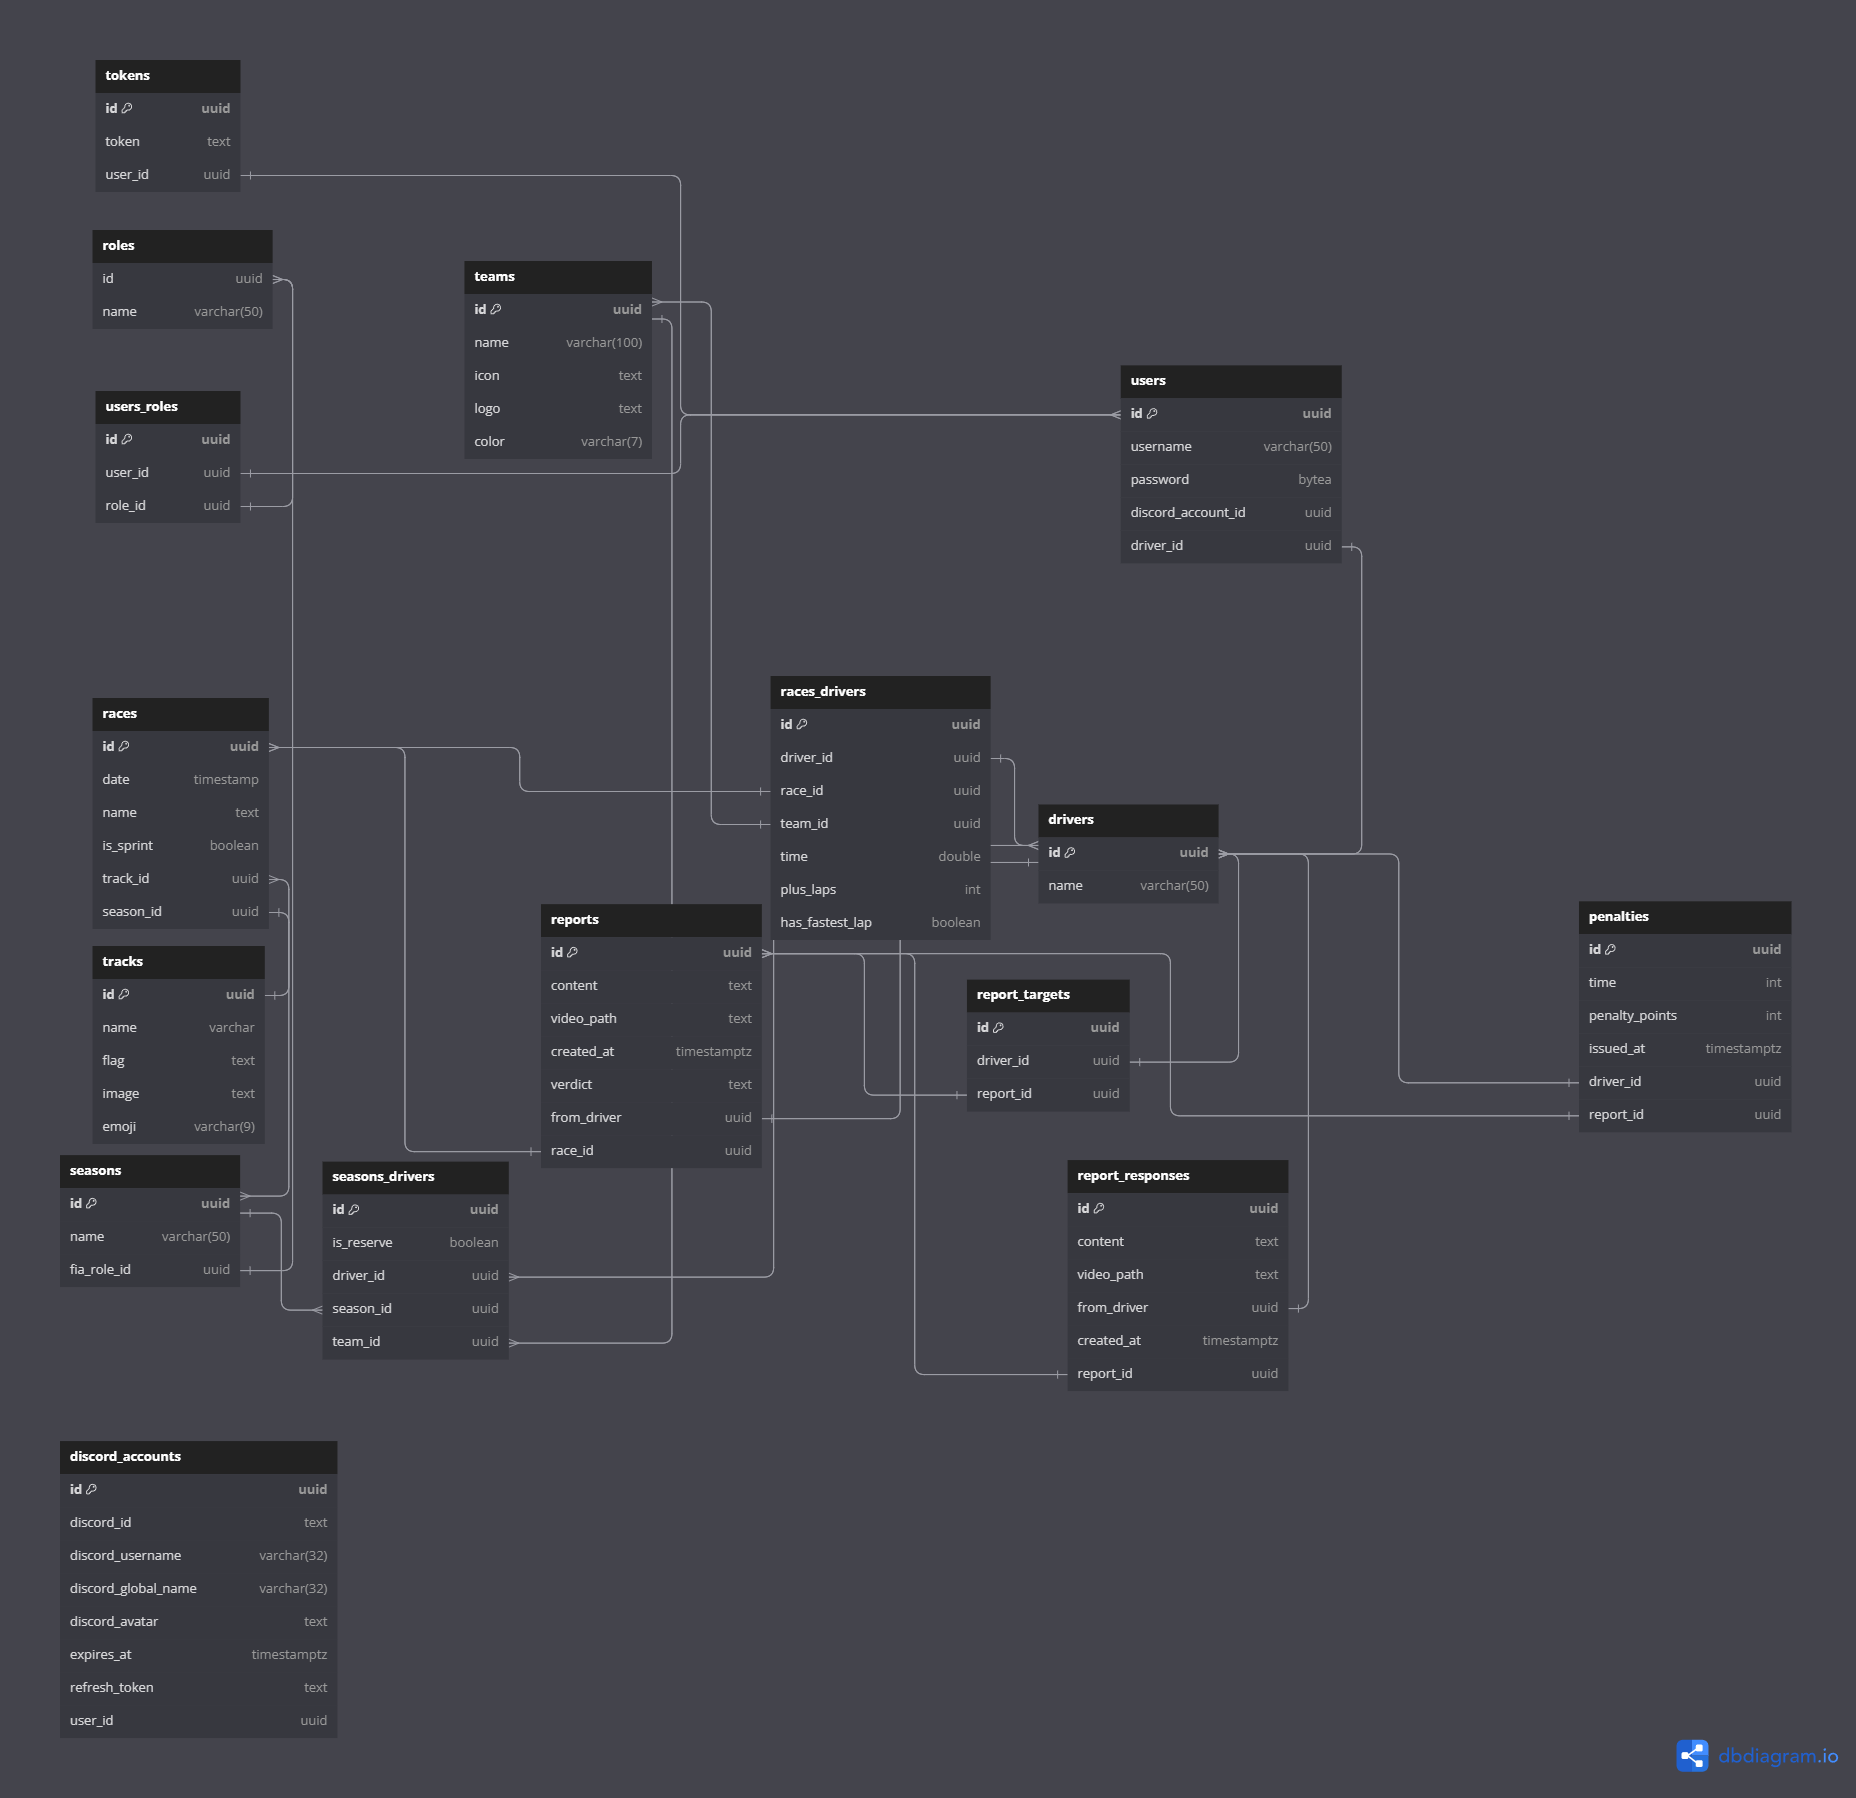 tokens
id uuid
token text
user_id uuid
roles
id uuid
name varchar(50)
users_roles
id uuid
user_id uuid
role_id uuid
teams
id uuid
name varchar(100)
icon text
logo text
color varchar(7)
users
id uuid
username varchar(50)
password bytea
discord_account_id uuid
driver_id uuid
races
id uuid
date timestamp
name text
is_sprint boolean
track_id uuid
season_id uuid
races_drivers
id uuid
driver_id uuid
race_id uuid
team_id uuid
time double
plus_laps int
has_fastest_lap boolean
drivers
id uuid
name varchar(50)
penalties
id uuid
time int
penalty_points int
issued_at timestamptz
driver_id uuid
report_id uuid
reports
id uuid
content text
video_path text
created_at timestamptz
verdict text
from_driver uuid
race_id uuid
tracks
id uuid
name varchar
flag text
image text
emoji varchar(9)
report_targets
id uuid
driver_id uuid
report_id uuid
seasons
id uuid
name varchar(50)
fia_role_id uuid
seasons_drivers
id uuid
is_reserve boolean
driver_id uuid
season_id uuid
team_id uuid
report_responses
id uuid
content text
video_path text
from_driver uuid
created_at timestamptz
report_id uuid
discord_accounts
id uuid
discord_id text
discord_username varchar(32)
discord_global_name varchar(32)
discord_avatar text
expires_at timestamptz
refresh_token text
user_id uuid
dbdiagram.io